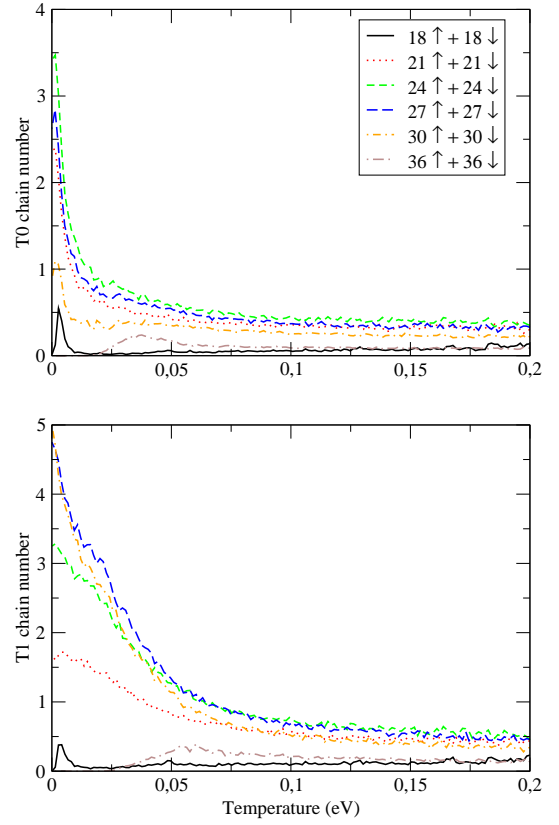 4
3
2
1
0
T0 chain number
18 ↑ + 18 ↓
21 ↑ + 21 ↓
24 ↑ + 24 ↓
27 ↑ + 27 ↓
30 ↑ + 30 ↓
36 ↑ + 36 ↓
0 0,05 0,1 0,15 0,2
5
4
3
2
1
0
T1 chain number
0 0,05 0,1 0,15 0,2
Temperature (eV)